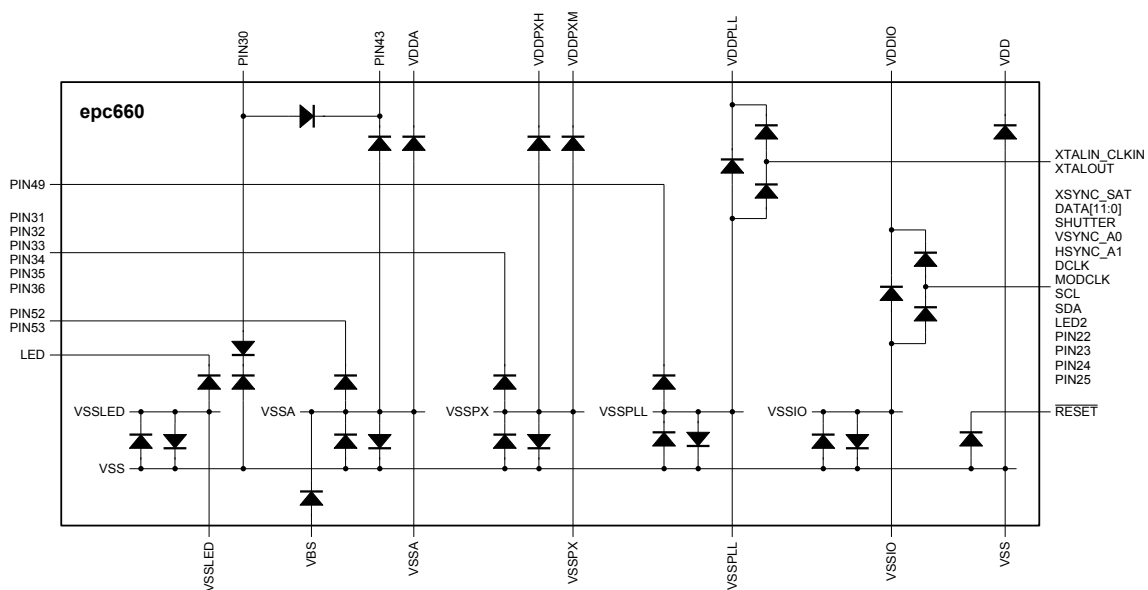 PIN30
PIN43
VDDA
VDDPXH
VDDPXM
VDDPLL
VDDIO
VDD
epc660
XTALIN_CLKIN
XTALOUT
PIN49
XSYNC_SAT
DATA[11:0]
SHUTTER
VSYNC_A0
HSYNC_A1
DCLK
MODCLK
SCL
SDA
LED2
PIN22
PIN23
PIN24
PIN25
PIN31
PIN32
PIN33
PIN34
PIN35
PIN36
PIN52
PIN53
LED
VSSLED
VSSA
VSSPX
VSSPLL
VSSIO
RESET
VSS
VSSLED
VBS
VSSA
VSSPX
VSSPLL
VSSIO
VSS